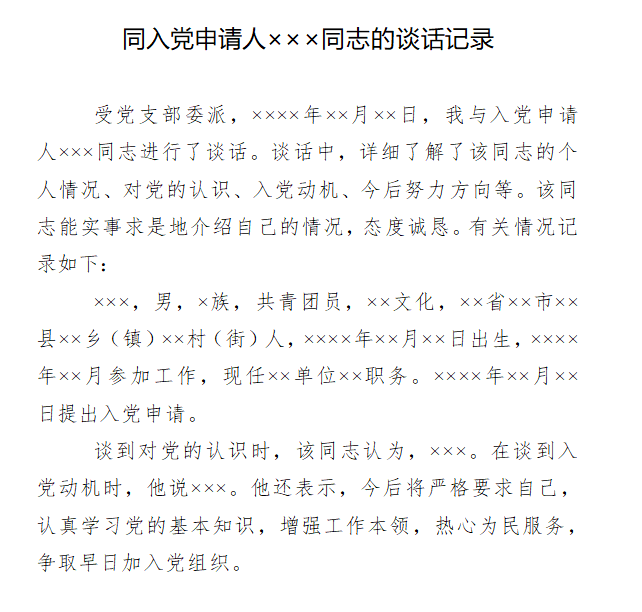 同入党申请人×××同志的谈话记录
受党支部委派，××××年××月××日，我与入党申请
人×××同志进行了谈话。谈话中，详细了解了该同志的个
人情况、对党的认识、入党动机、今后努力方向等。该同
志能实事求是地介绍自己的情况，态度诚恳。有关情况记
录如下：
×××，男，×族，共青团员，××文化，××省××市××
县××乡（镇）××村（街）人，××××年××月××日出生，××××
年××月参加工作，现任××单位××职务。××××年××月××
日提出入党申请。
谈到对党的认识时，该同志认为，×××。在谈到入
党动机时，他说×××。他还表示，今后将严格要求自己，
认真学习党的基本知识，增强工作本领，热心为民服务，
争取早日加入党组织。